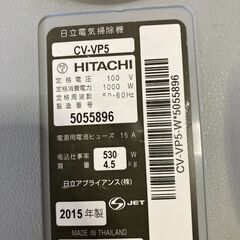 日立電気掃除機
CV-VP5
HITACHI
定格電圧 100 V
定格消費電力 1000 W
定格周波数 50-60Hz
製造番号
5055896
電源用電流ヒューズ 15 A
吸込仕事率 530 W
質量 4.5 kg
日立アプライアンス(株)
2015年製
S JET
MADE IN THAILAND
CV-VP5-W*5055896